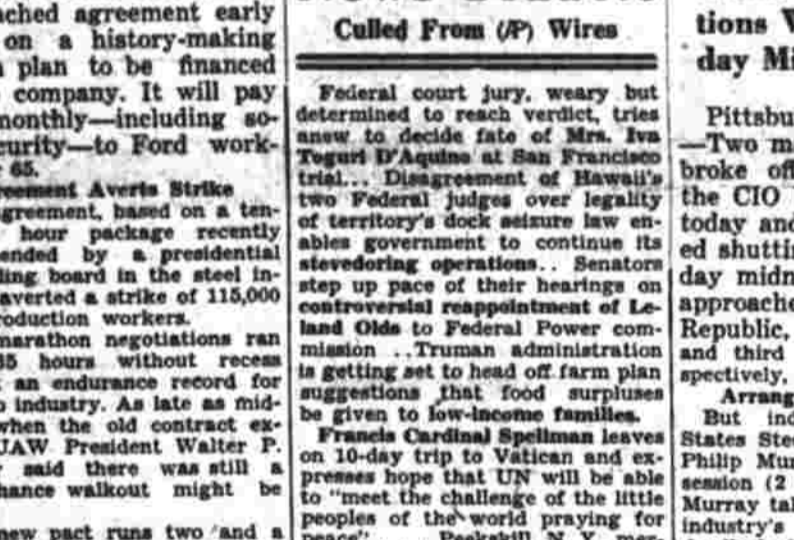 ached agreement early
on a history-making
plan to be financed
company. It will pay
monthly—including so-
curity—to Ford work-
65.
reement Averts Strike
greement, based on a ten-
hour package recently
ended by a presidential
ding board in the steel in-
averted a strike of 115,000
roduction workers.
marathon negotiations ran
35 hours without recess
an endurance record for
o industry. As late as mid-
when the old contract ex-
UAW President Walter P.
said there was still a
hance walkout might be
new pact runs two and a
Culled From (AP) Wires
Federal court jury, weary but
determined to reach verdict, tries
anew to decide fate of Mrs. Iva
Toguri D'Aquino at San Francisco
trial... Disagreement of Hawaii's
two Federal judges over legality
of territory's dock seizure law en-
ables government to continue its
stevedoring operations.. Senators
step up pace of their hearings on
controversial reappointment of Le-
land Olds to Federal Power com-
mission ..Truman administration
is getting set to head off farm plan
suggestions that food surpluses
be given to low-income families.
Francis Cardinal Spellman leaves
on 10-day trip to Vatican and ex-
presses hope that UN will be able
to "meet the challenge of the little
peoples of the world praying for
peace" Peekskill N. Y.
tions
day Mi
Pittsbu
—Two m
broke off
the CIO
today and
ed shutti
day midn
approache
Republic,
and third
spectively,
Arrang
But ind
States Ste
Philip Mur
session (2
Murray tal
industry's